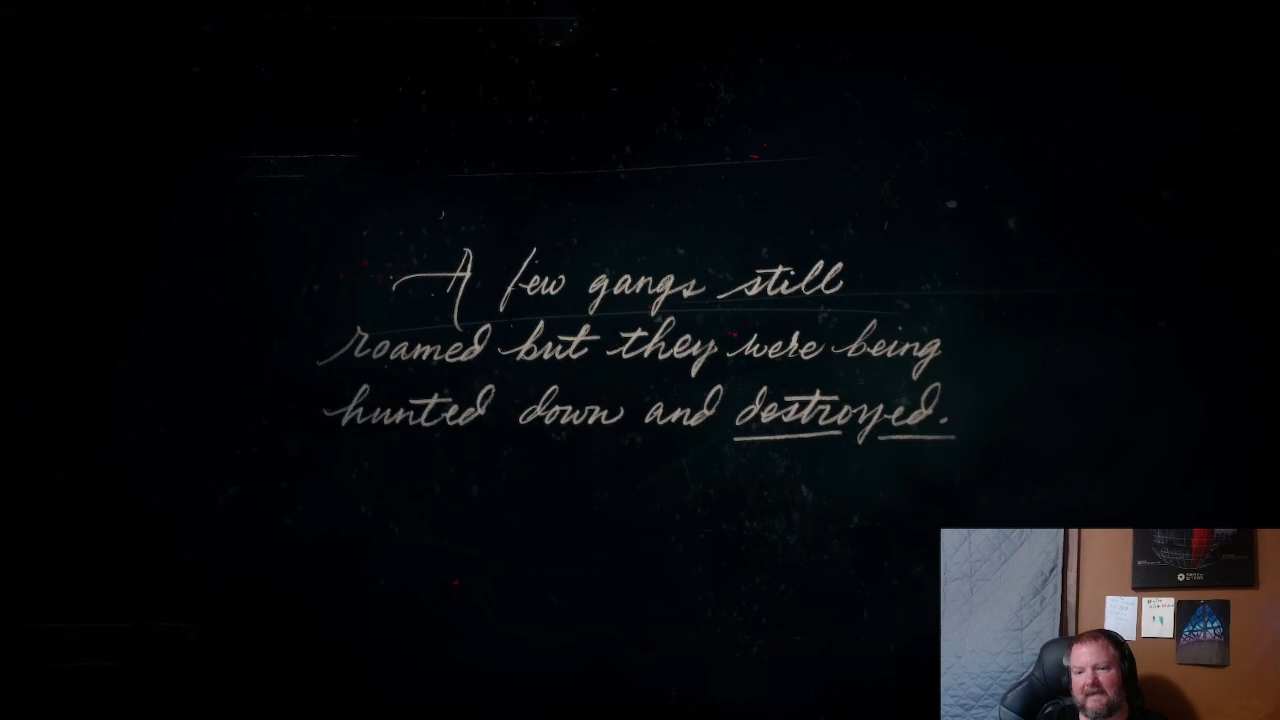 A few gangs still
roamed but they were being
hunted down and destroyed.